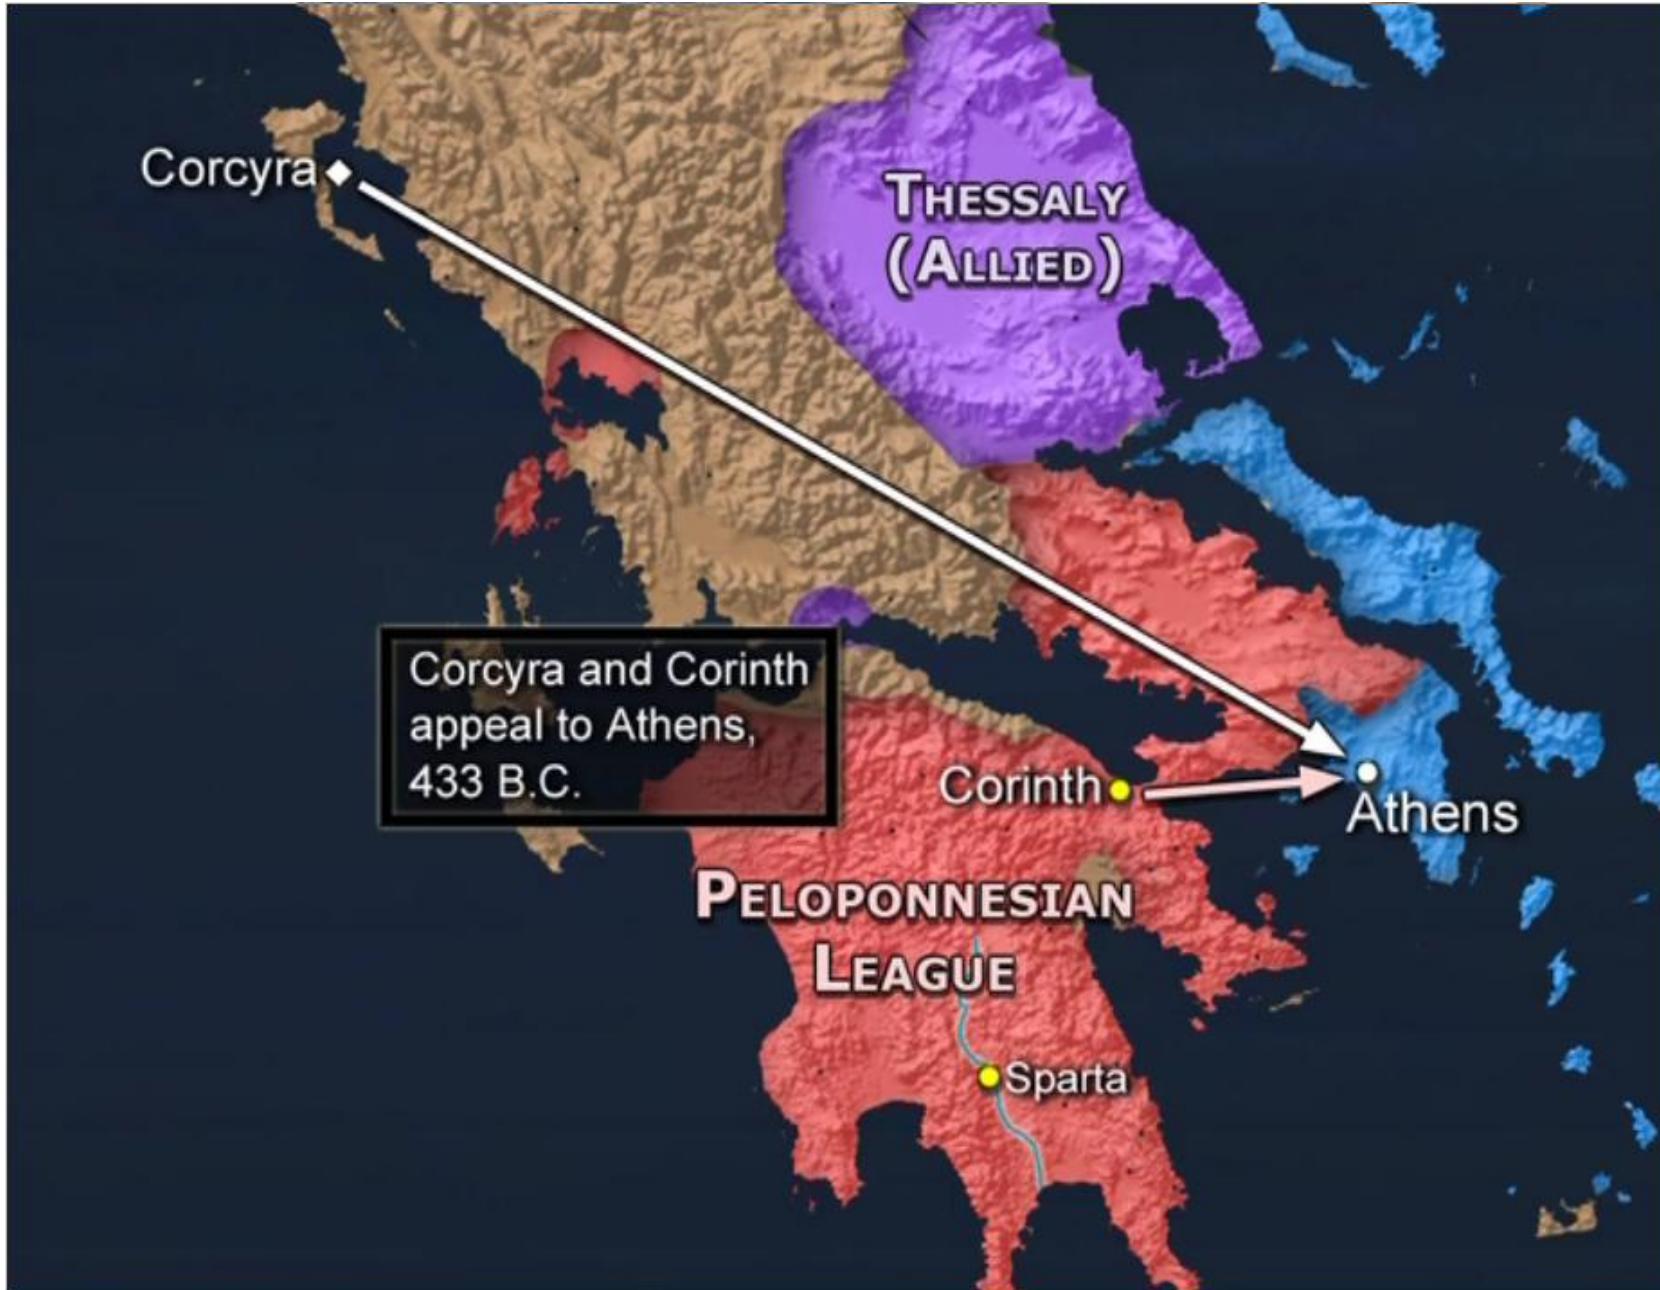 Corcyra
THESSALY
(ALLIED)
Corcyra and Corinth
appeal to Athens,
433 B.C.
Corinth
Athens
PELOPONNESIAN
LEAGUE
Sparta